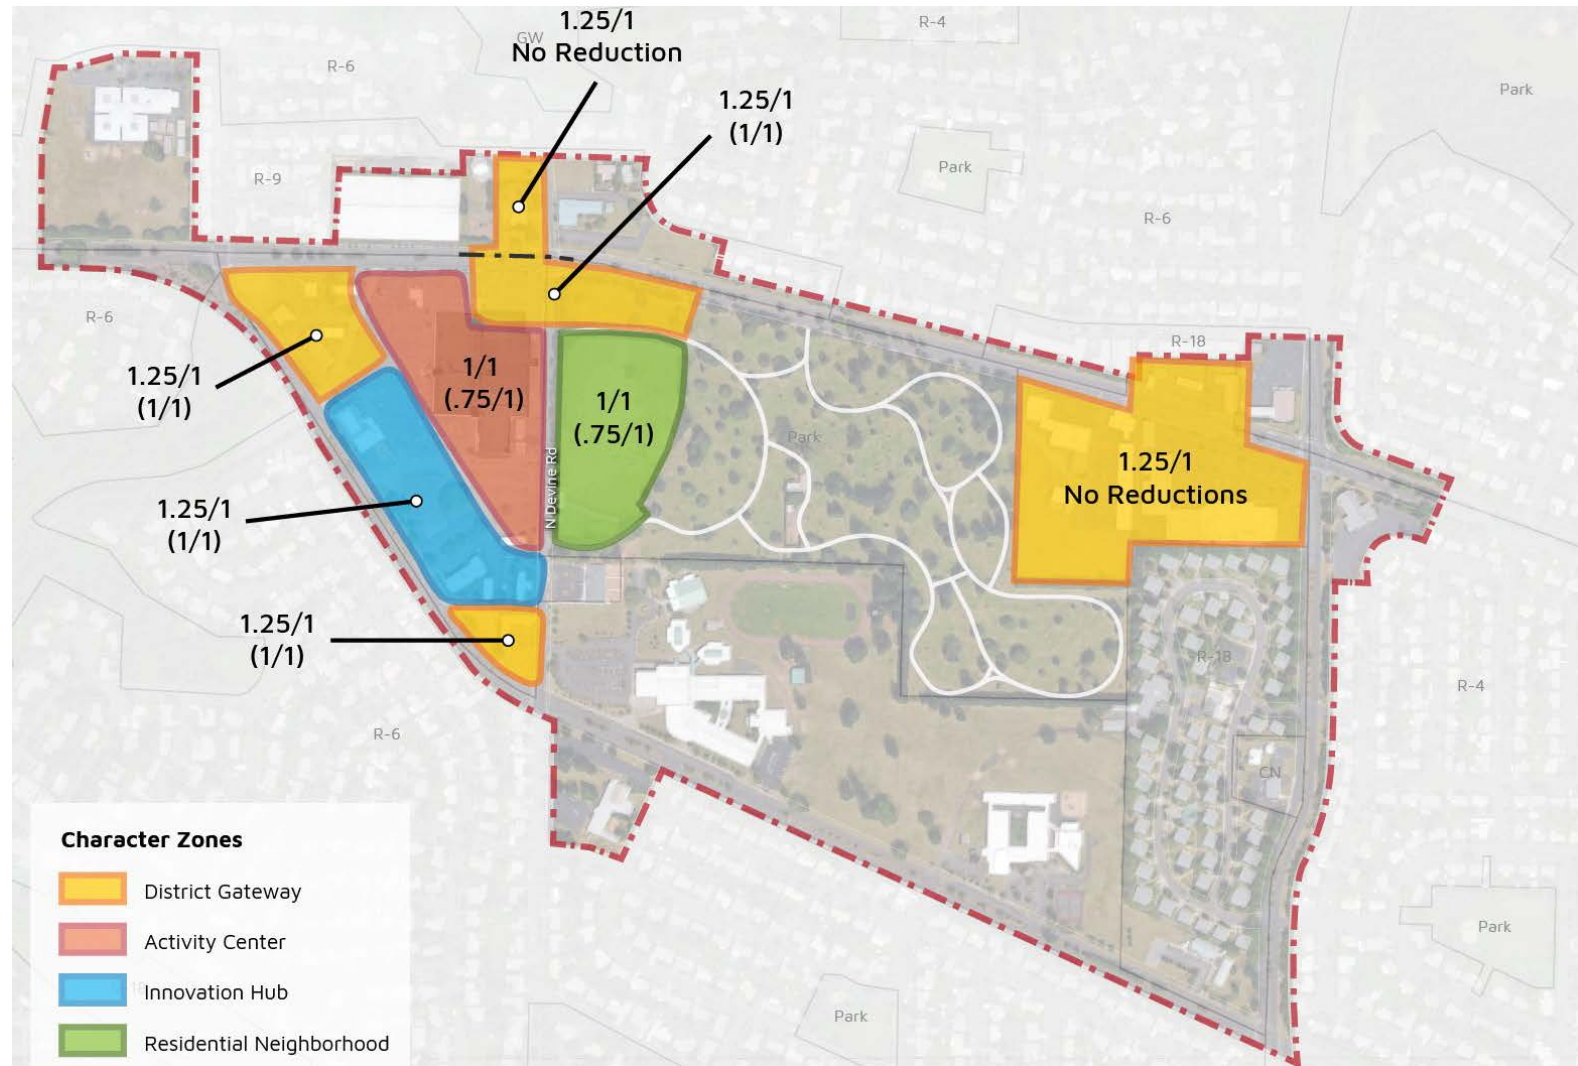 1.25/1
No Reduction
GW
R-4
R-6
Park
1.25/1
(1/1)
R-9
Park
R-6
R-6
R-18
1.25/1
(1/1)
1/1
(.75/1)
1/1
(.75/1)
Park
1.25/1
No Reductions
N Devine Rd
1.25/1
(1/1)
1.25/1
(1/1)
R-18
R-4
R-6
CN
Character Zones
District Gateway
Activity Center
Innovation Hub
Residential Neighborhood
Park
Park